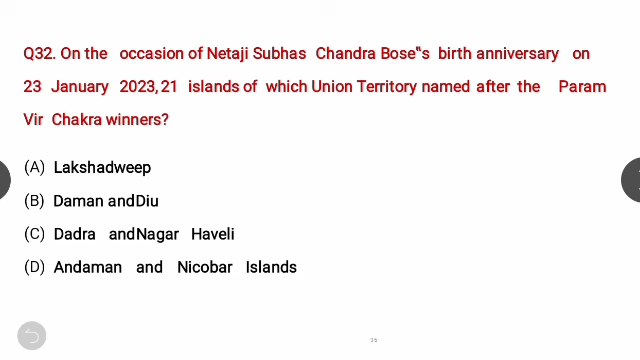 Q32. On the occasion of Netaji Subhas Chandra Bose‟s birth anniversary on
23 January 2023, 21 islands of which Union Territory named after the Param
Vir Chakra winners?
(A) Lakshadweep
(B) Daman andDiu
(C) Dadra andNagar Haveli
(D) Andaman and Nicobar Islands
35